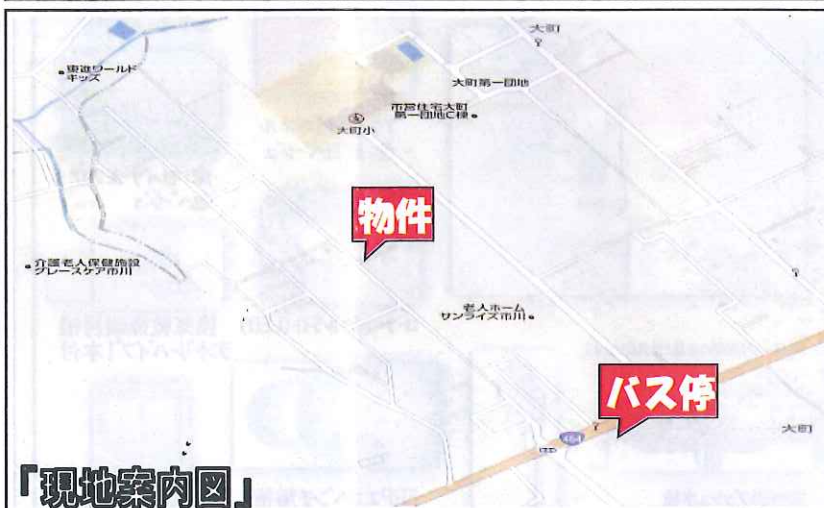 大町
東進ワールド
キッズ
大町第一団地
市営住宅大町
第一団地C棟
大町小
物件
介護老人保健施設
グレースケア市川
老人ホーム
サンライズ市川
バス停
464
大町
「現地案内図」